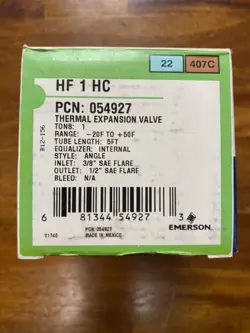 22 407C
HF 1 HC
PCN: 054927
THERMAL EXPANSION VALVE
TONS: 1
RANGE: -20F TO +50F
TUBE LENGTH: 5FT
EQUALIZER: INTERNAL
STYLE: ANGLE
INLET: 3/8" SAE FLARE
OUTLET: 1/2" SAE FLARE
BLEED: N/A
812-156
6 81344 54927 3
EMERSON
PCN 054927
MADE IN MEXICO